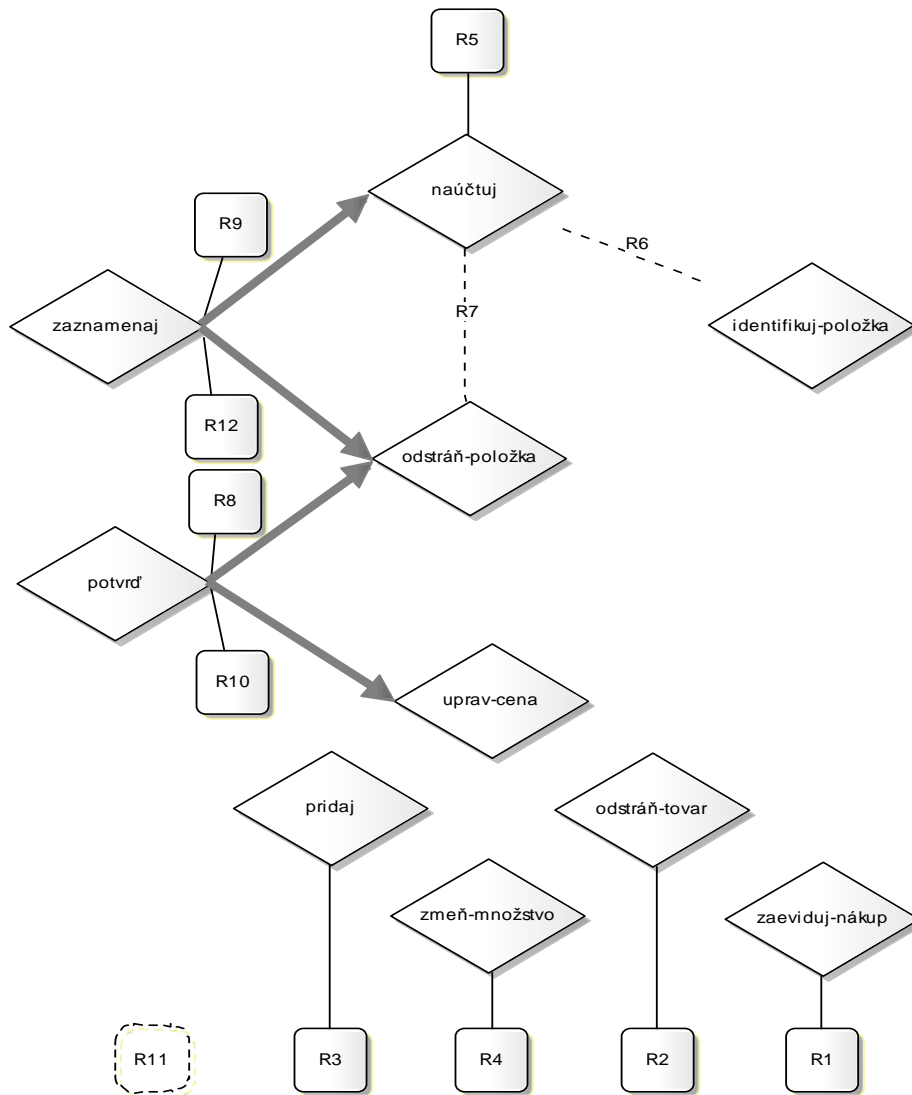 R5
naúčtuj
R9
R6
R7
zaznamenaj
identifikuj-položka
R12
odstráň-položka
R8
potvrď
R10
uprav-cena
pridaj
odstráň-tovar
zmeň-množstvo
zaeviduj-nákup
R11
R3
R4
R2
R1